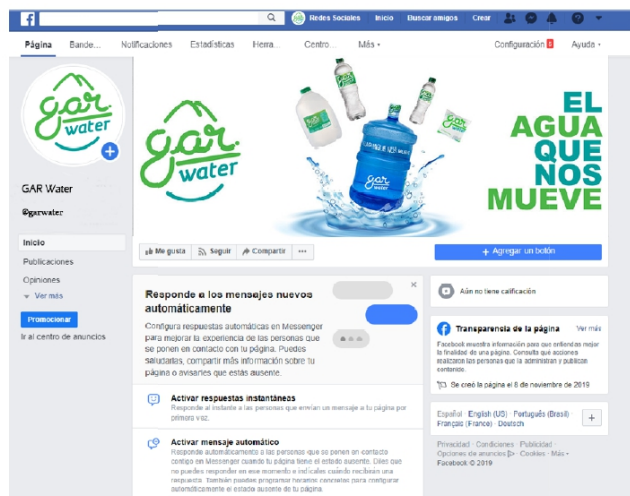 Redes Sociales Inicio Buscar amigos Crear
Página Bande... Notificaciones Estadísticas Herra... Centro... Más Configuración Ayuda
gar
water
gar
water
gar
water
EL
AGUA
QUE
NOS
MUEVE
GAR Water
@garwater
Inicio
Publicaciones
Opiniones
Ver más
Promocionar
Ir al centro de anuncios
Me gusta Seguir Compartir ...
+ Agregar un botón
Responde a los mensajes nuevos
automáticamente
Configura respuestas automáticas en Messenger
para mejorar la experiencia de las personas que
se ponen en contacto con tu página. Puedes
saludarlas, compartir más información sobre tu
página o avisarles que estás ausente.
Activar respuestas instantáneas
Responde al instante a las personas que envían un mensaje a tu página por
primera vez.
Activar mensaje automático
Responde automáticamente a las personas que se ponen en contacto
contigo en Messenger cuando tu página tiene el estado ausente. Diles que
no puedes responder en ese momento e indícales cuándo recibirán una
respuesta. También puedes programar horarios concretos para configurar
automáticamente el estado ausente de tu página.
Aún no tiene calificación
Transparencia de la página Ver más
Facebook muestra información para que entiendas mejor
la finalidad de una página. Consulta qué acciones
realizaron las personas que la administran y publican
contenido.
Se creó la página el 8 de noviembre de 2019
Español · English (US) · Português (Brasil) ·
Français (France) · Deutsch
Privacidad · Condiciones · Publicidad ·
Opciones de anuncios · Cookies · Más
Facebook © 2019